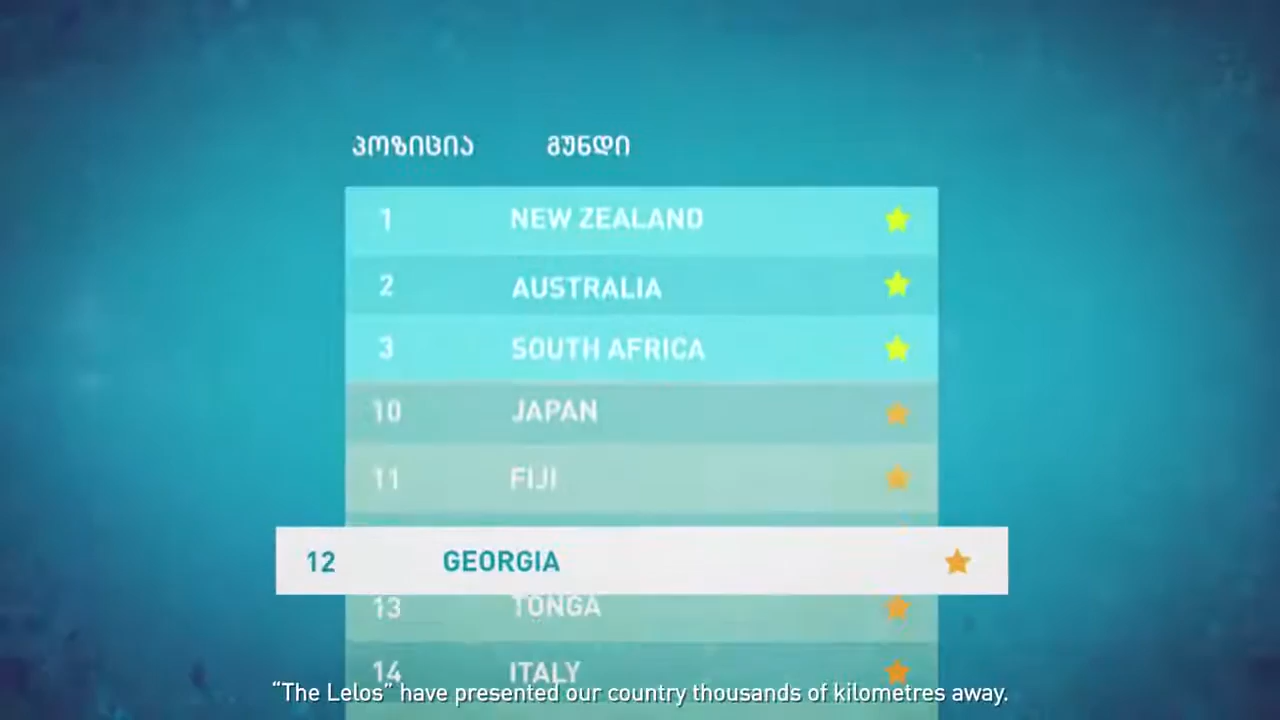 პოზიცია გუნდი
1 NEW ZEALAND
2 AUSTRALIA
3 SOUTH AFRICA
10 JAPAN
11 FIJI
12 GEORGIA
13 TONGA
14 ITALY
“The Lelos” have presented our country thousands of kilometres away.